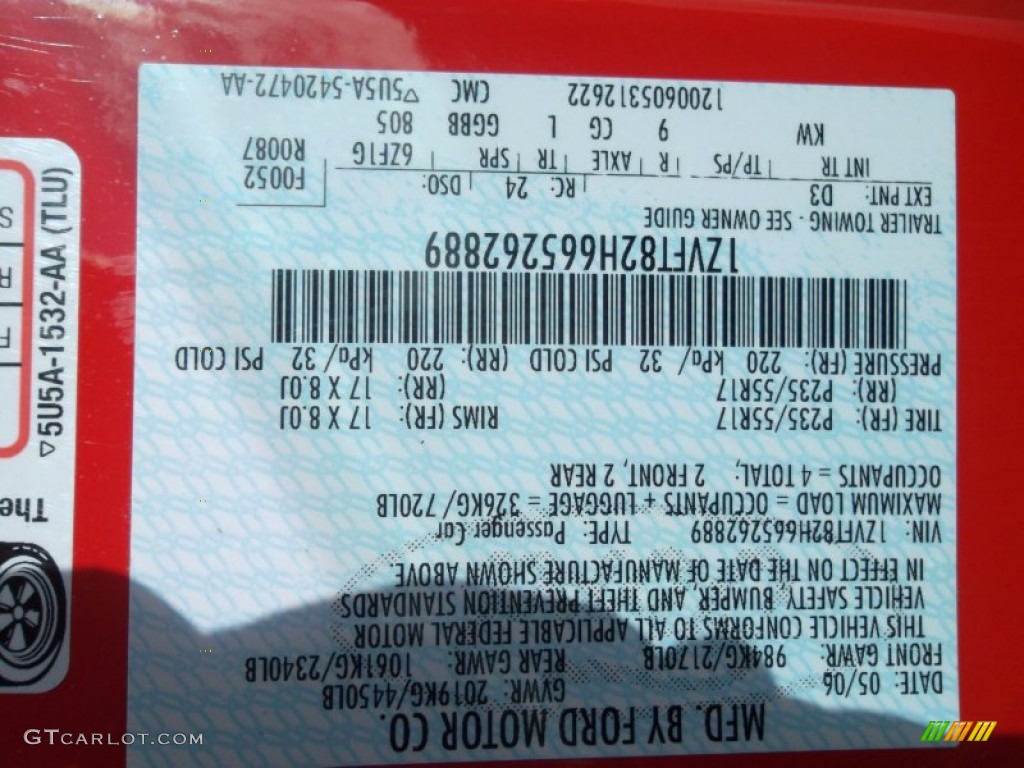 MFD. BY FORD MOTOR CO.
DATE: 05/06 GVWR: 2019KG/4450LB
FRONT GAWR: 984KG/2170LB REAR GAWR: 1061KG/2340LB
THIS VEHICLE CONFORMS TO ALL APPLICABLE FEDERAL MOTOR
VEHICLE SAFETY, BUMPER, AND THEFT PREVENTION STANDARDS
IN EFFECT ON THE DATE OF MANUFACTURE SHOWN ABOVE
VIN: 1ZVFT82H665262889 TYPE: Passenger Car
MAXIMUM LOAD = OCCUPANTS + LUGGAGE = 326KG/720LB
OCCUPANTS = 4 TOTAL, 2 FRONT, 2 REAR
TIRE (FR): P235/55R17 RIMS (FR): 17 X 8.0J
(RR): P235/55R17 (RR): 17 X 8.0J
PRESSURE (FR): 220 kPa/ 32 PSI COLD (RR): 220 kPa/ 32 PSI COLD
1ZVFT82H665262889
TRAILER TOWING - SEE OWNER GUIDE
EXT PNT: D3 RC: 24 DSO: F0052
INT TR TP/PS R AXLE TR SPR 6ZF1G R0087
KW 9 CG L GGBB 805
1200605312622 CMC ▽5U5A-5420472-AA
▽5U5A-1532-AA (TLU)
The
F
R
S
GTCARLOT.COM